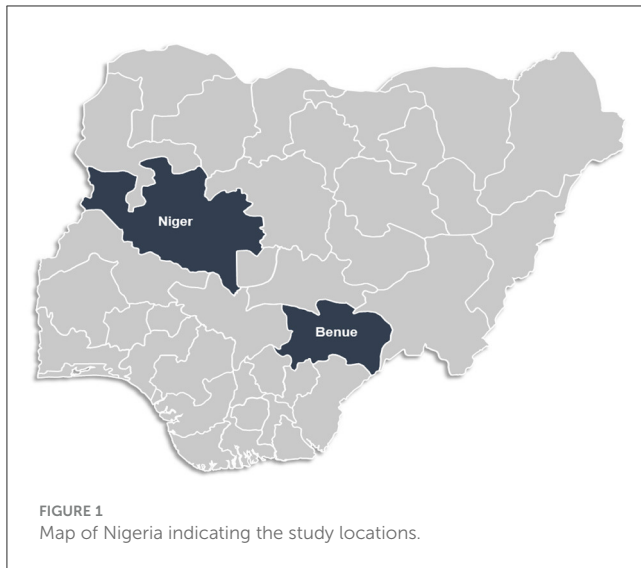 Niger
Benue
FIGURE 1
Map of Nigeria indicating the study locations.